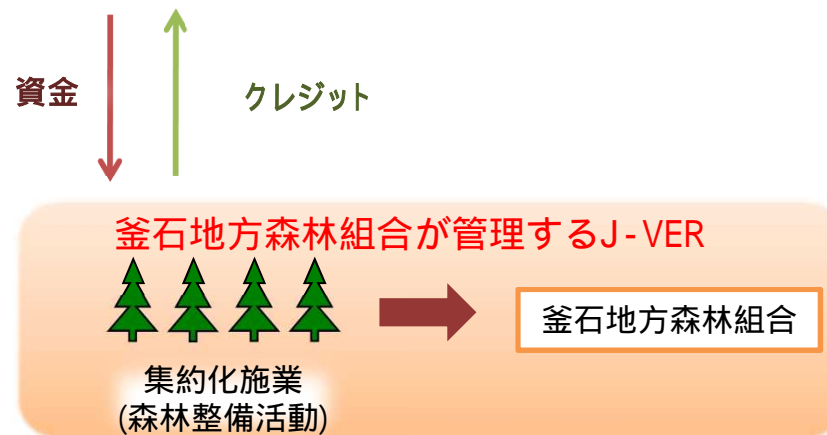 資金
クレジット
釜石地方森林組合が管理するJ-VER
釜石地方森林組合
集約化施業
(森林整備活動)